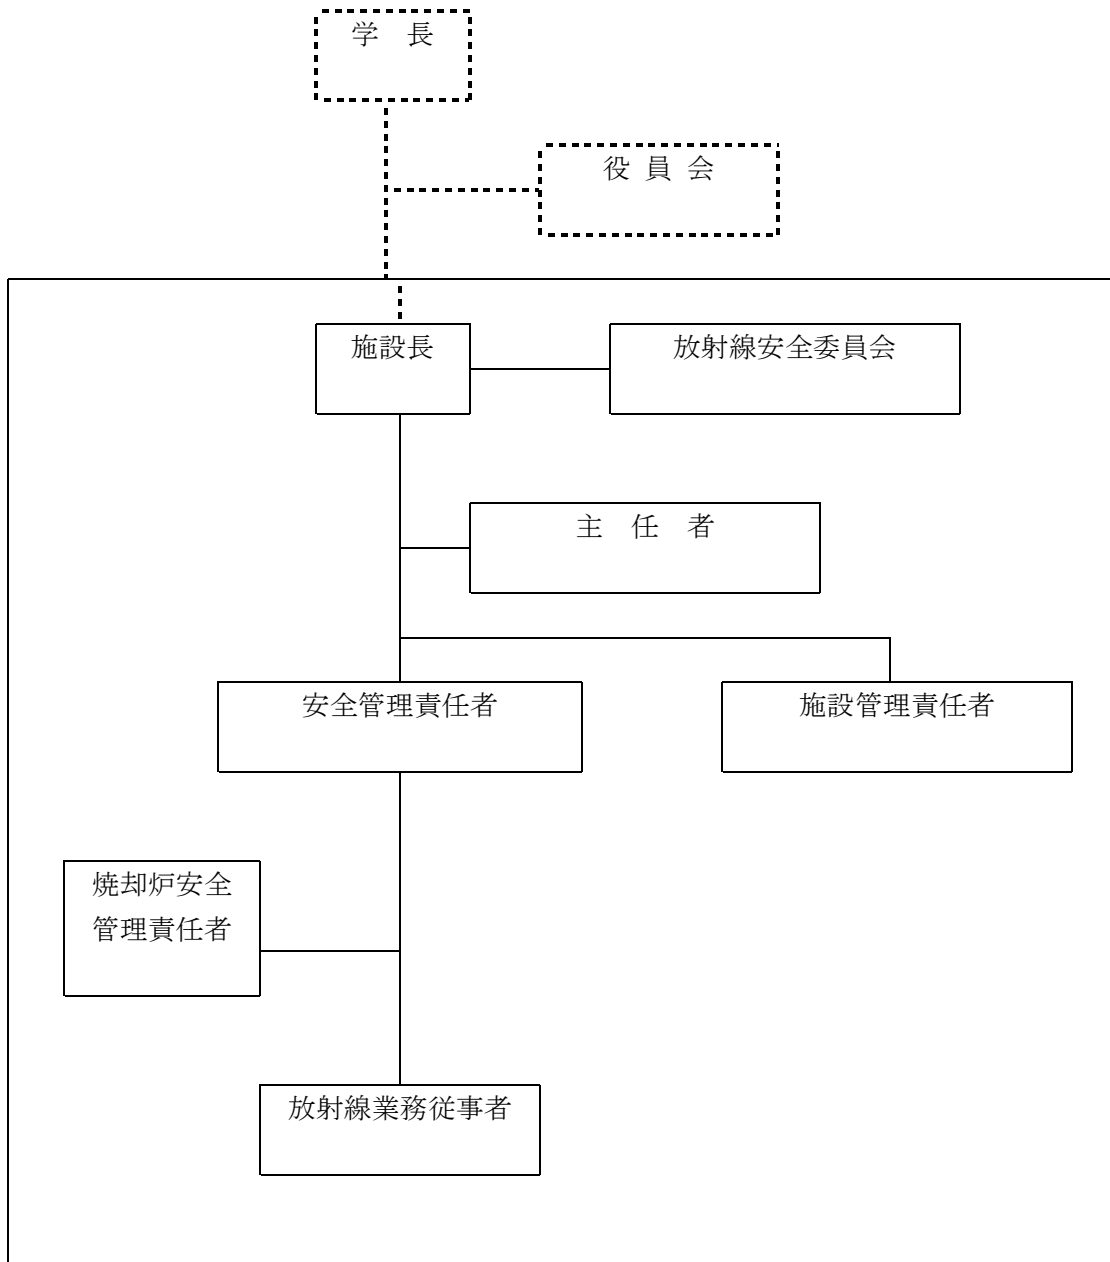 学　長
役 員 会
施設長
放射線安全委員会
主　任　者
安全管理責任者
施設管理責任者
焼却炉安全
管理責任者
放射線業務従事者